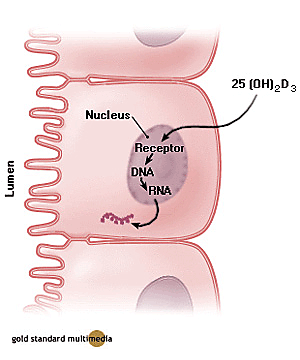 25 (OH)₂D₃
Nucleus
Receptor
DNA
RNA
Lumen
gold standard multimedia